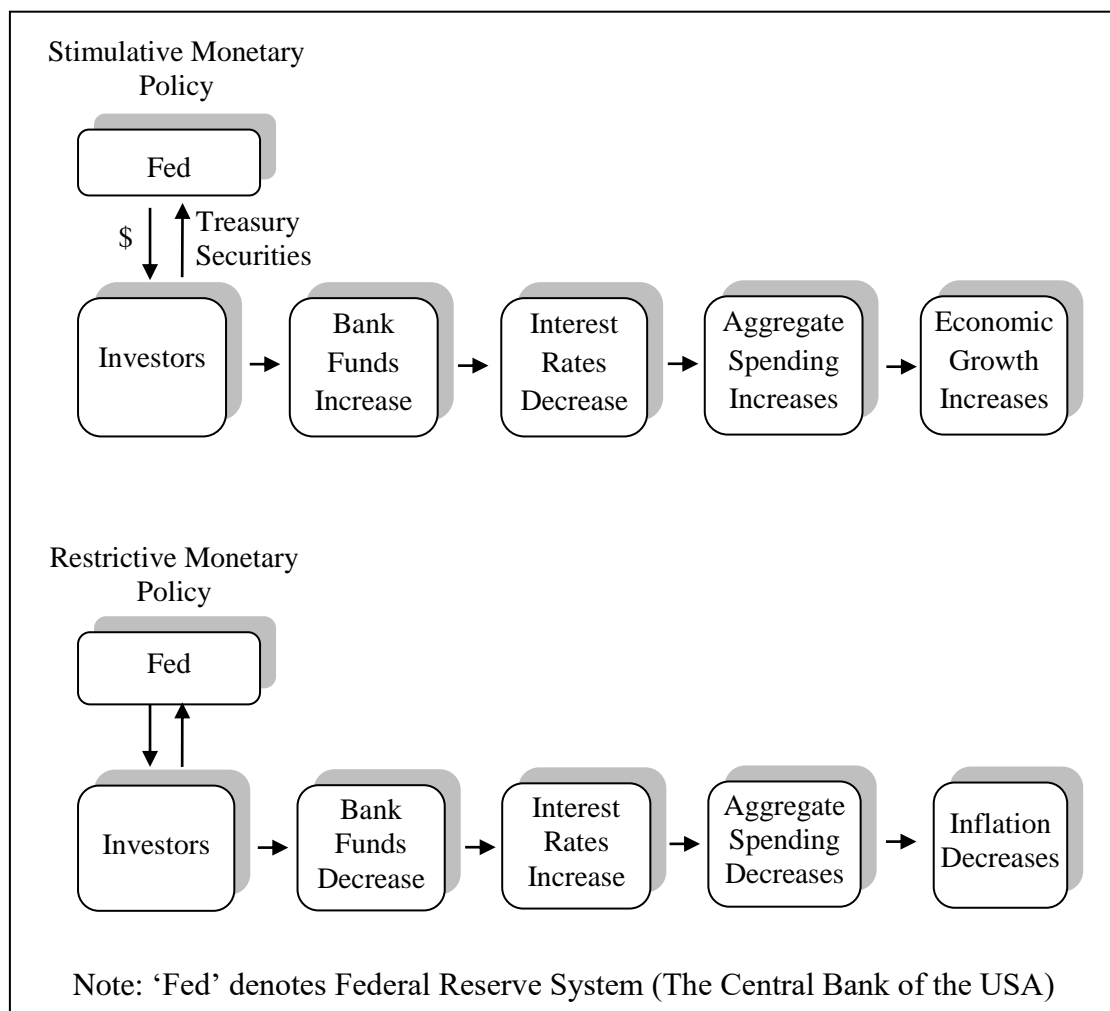 Stimulative Monetary
Policy
Fed
$
Treasury
Securities
Investors
Bank
Funds
Increase
Interest
Rates
Decrease
Aggregate
Spending
Increases
Economic
Growth
Increases
Restrictive Monetary
Policy
Fed
Investors
Bank
Funds
Decrease
Interest
Rates
Increase
Aggregate
Spending
Decreases
Inflation
Decreases
Note: ‘Fed’ denotes Federal Reserve System (The Central Bank of the USA)